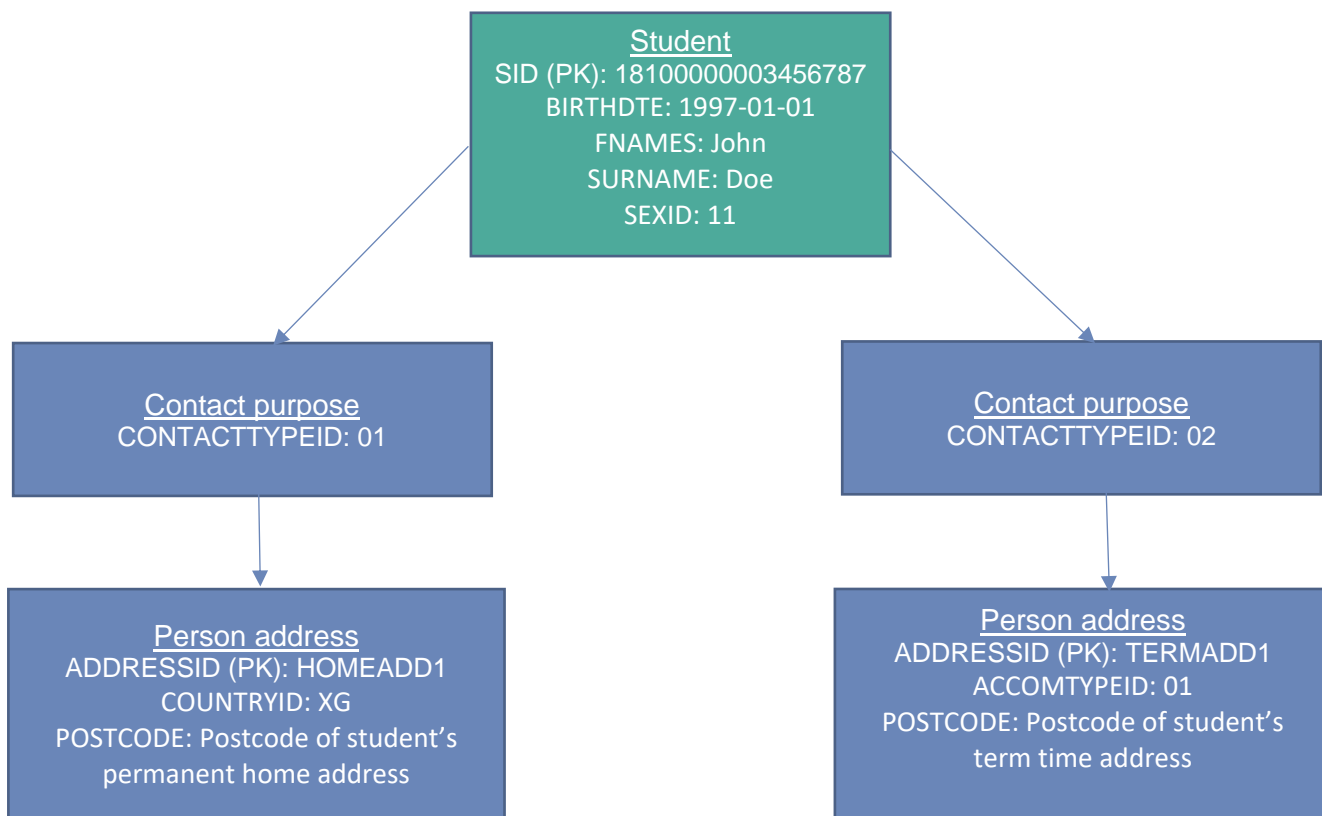 Student
SID (PK): 18100000003456787
BIRTHDTE: 1997-01-01
FNAMES: John
SURNAME: Doe
SEXID: 11
Contact purpose
CONTACTTYPEID: 01
Contact purpose
CONTACTTYPEID: 02
Person address
ADDRESSID (PK): HOMEADD1
COUNTRYID: XG
POSTCODE: Postcode of student’s
permanent home address
Person address
ADDRESSID (PK): TERMADD1
ACCOMTYPEID: 01
POSTCODE: Postcode of student’s
term time address